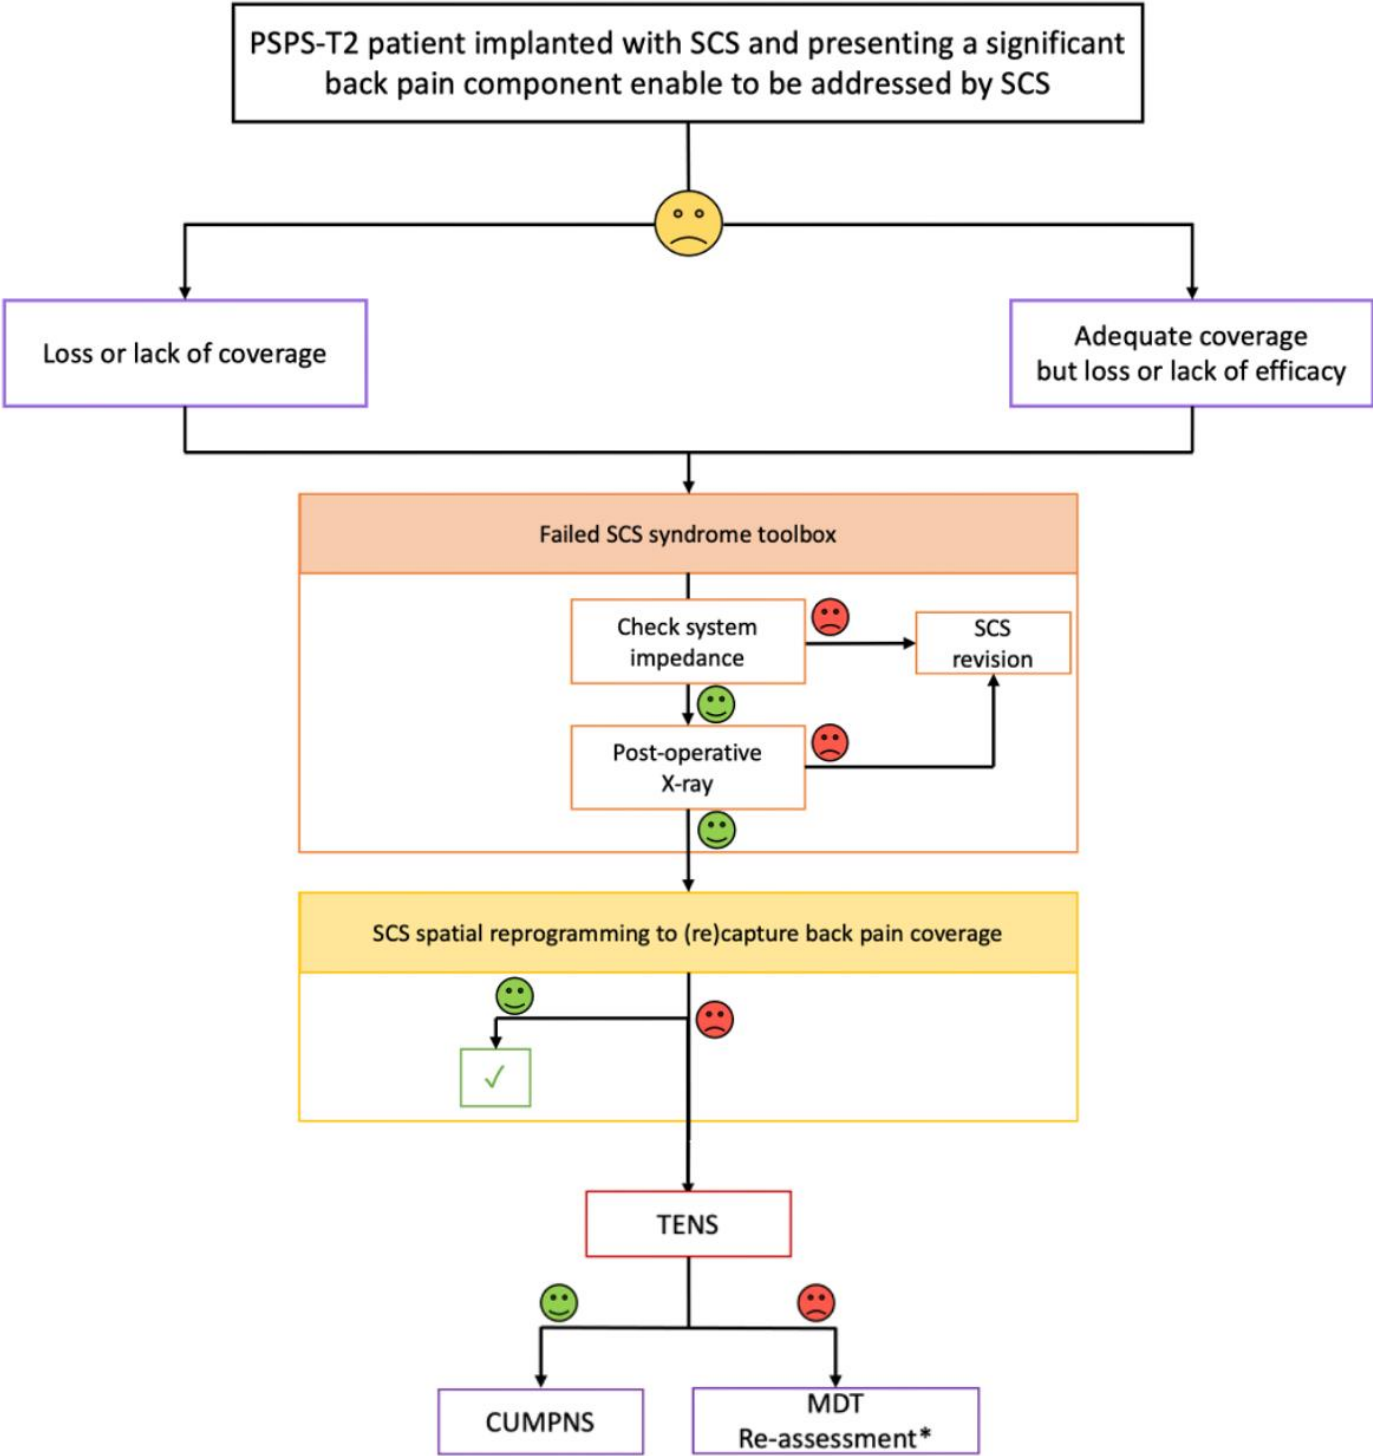 PSPS-T2 patient implanted with SCS and presenting a significant
back pain component enable to be addressed by SCS
Loss or lack of coverage
Adequate coverage
but loss or lack of efficacy
Failed SCS syndrome toolbox
Check system
impedance
SCS
revision
Post-operative
X-ray
SCS spatial reprogramming to (re)capture back pain coverage
✓
TENS
CUMPNS
MDT
Re-assessment*